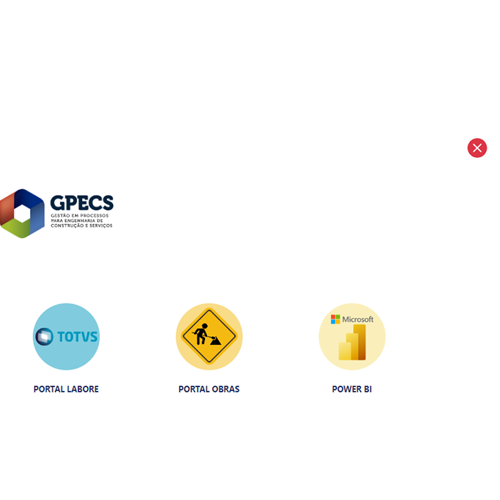 GPECS
GESTÃO EM PROCESSOS
PARA ENGENHARIA DE
CONSTRUÇÃO E SERVIÇOS
TOTVS
Microsoft
PORTAL LABORE
PORTAL OBRAS
POWER BI